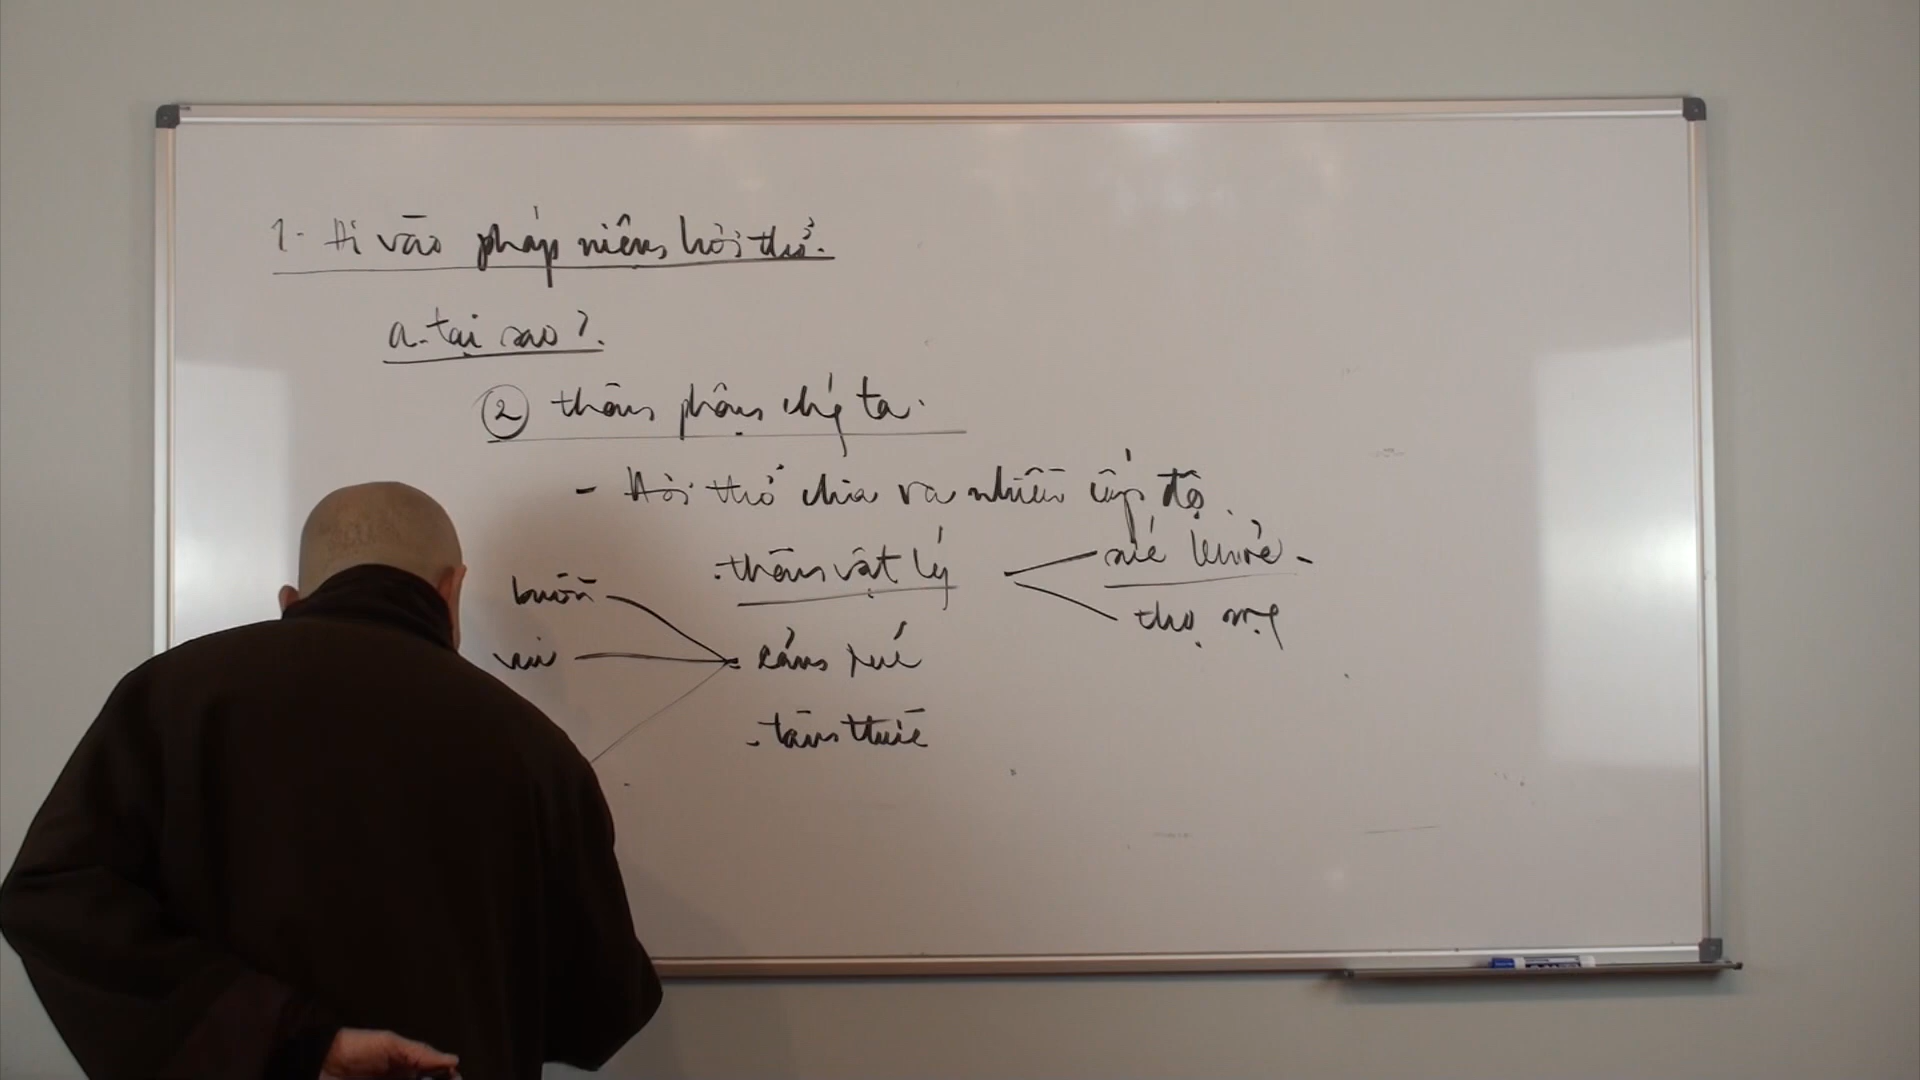 1- Đi vào pháp niệm hơi thở.
a. tại sao?
② thân phận chúng ta.
- Hơi thở chia ra nhiều cấp độ.
. thân vật lý
sức khỏe -
thọ mạng
buồn
vui
cảm xúc
- tâm thức